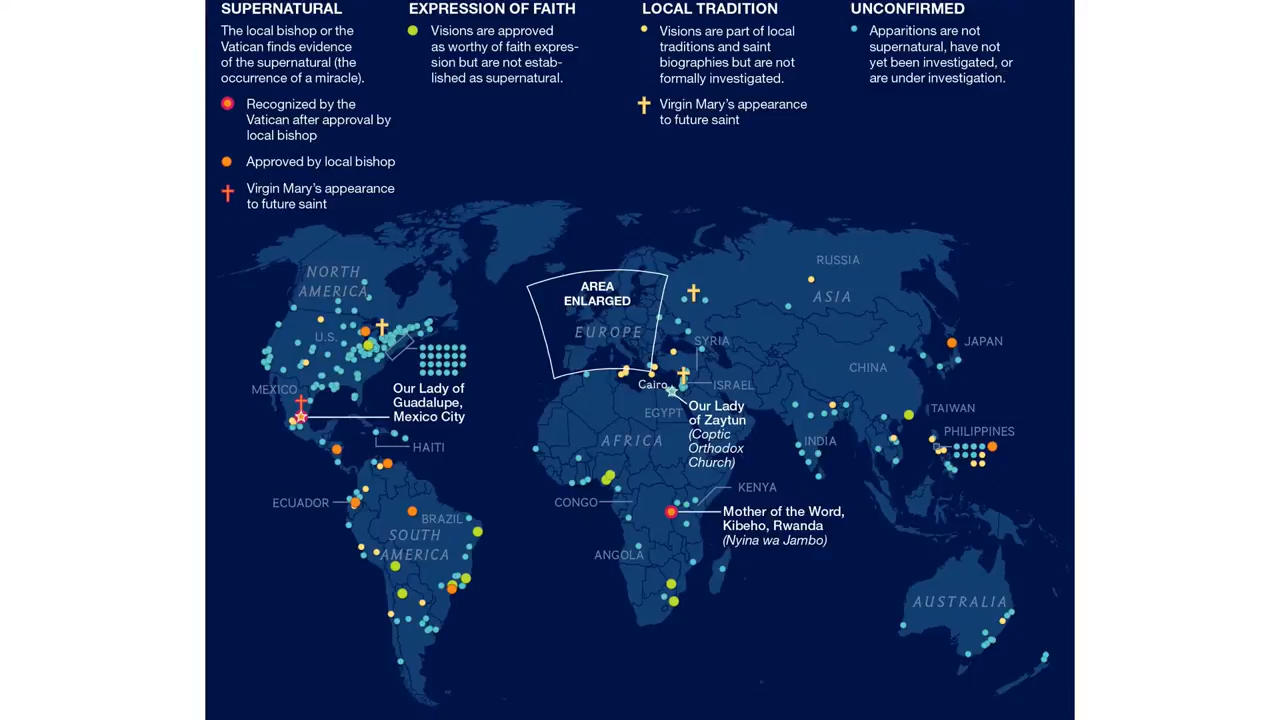 SUPERNATURAL
The local bishop or the
Vatican finds evidence
of the supernatural (the
occurrence of a miracle).
Recognized by the
Vatican after approval by
local bishop
Approved by local bishop
Virgin Mary's appearance
to future saint
EXPRESSION OF FAITH
Visions are approved
as worthy of faith expres-
sion but are not estab-
lished as supernatural.
LOCAL TRADITION
Visions are part of local
traditions and saint
biographies but are not
formally investigated.
Virgin Mary's appearance
to future saint
UNCONFIRMED
Apparitions are not
supernatural, have not
yet been investigated, or
are under investigation.
NORTH
AMERICA
U.S.
MEXICO
Our Lady of
Guadalupe,
Mexico City
HAITI
ECUADOR
BRAZIL
SOUTH
AMERICA
AREA
ENLARGED
EUROPE
RUSSIA
ASIA
SYRIA
JAPAN
CHINA
Cairo
ISRAEL
EGYPT
Our Lady
of Zaytun
(Coptic
Orthodox
Church)
TAIWAN
PHILIPPINES
INDIA
AFRICA
KENYA
CONGO
Mother of the Word,
Kibeho, Rwanda
(Nyina wa Jambo)
ANGOLA
AUSTRALIA